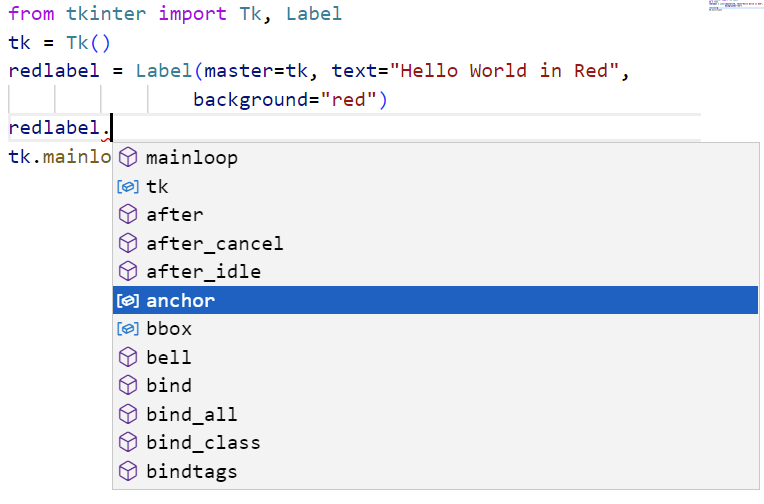 from tkinter import Tk, Label
tk = Tk()
redlabel = Label(master=tk, text="Hello World in Red",
background="red")
redlabel.
tk.mainlo
mainloop
tk
after
after_cancel
after_idle
anchor
bbox
bell
bind
bind_all
bind_class
bindtags